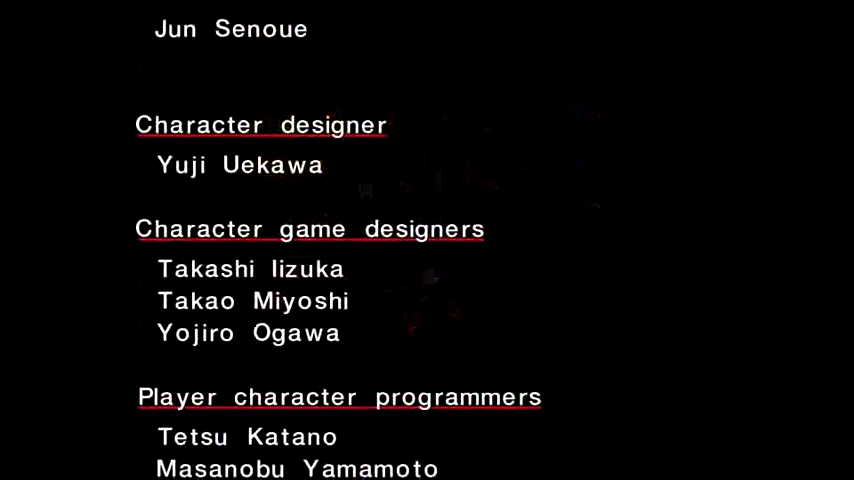 Jun Senoue
Character designer
Yuji Uekawa
Character game designers
Takashi Iizuka
Takao Miyoshi
Yojiro Ogawa
Player character programmers
Tetsu Katano
Masanobu Yamamoto